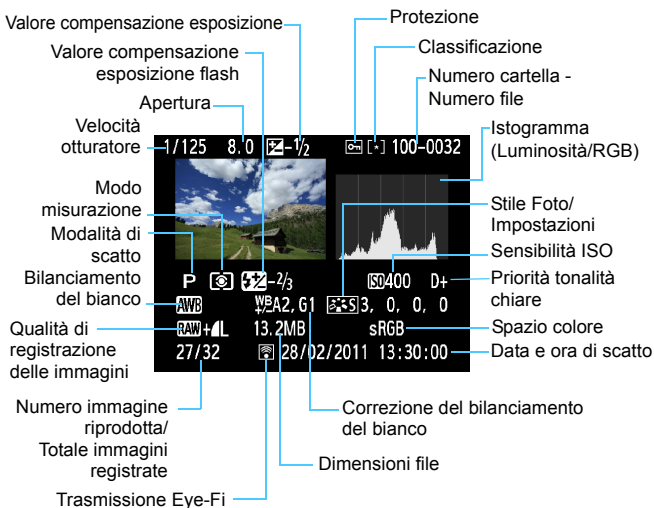 Valore compensazione esposizione
Protezione
Valore compensazione
esposizione flash
Classificazione
Numero cartella -
Numero file
Apertura
Velocità
otturatore
Istogramma
(Luminosità/RGB)
1/125 8.0 -1/2 [*] 100-0032
Modo
misurazione
Stile Foto/
Impostazioni
Modalità di
scatto
Sensibilità ISO
P -2/3 ISO400 D+
Priorità tonalità
chiare
Bilanciamento
del bianco
AWB WB+/-A2, G1 S3, 0, 0, 0
Qualità di
registrazione
delle immagini
RAW+L 13.2MB sRGB
Spazio colore
27/32 28/02/2011 13:30:00
Data e ora di scatto
Numero immagine
riprodotta/
Totale immagini
registrate
Correzione del bilanciamento
del bianco
Dimensioni file
Trasmissione Eye-Fi